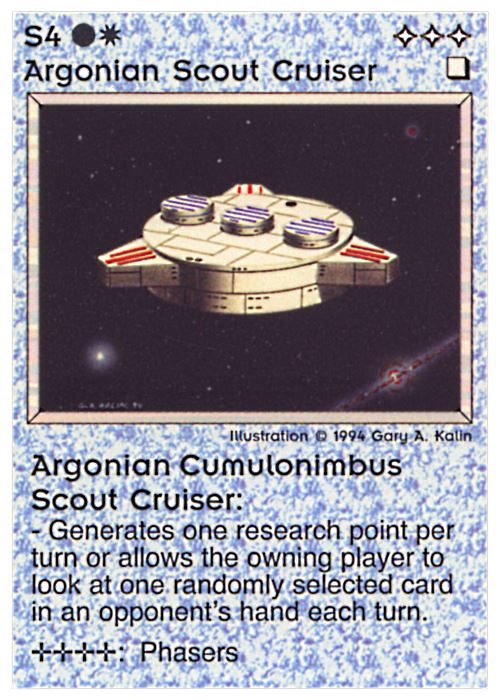 S4
Argonian Scout Cruiser
Illustration © 1994 Gary A. Kalin
Argonian Cumulonimbus
Scout Cruiser:
- Generates one research point per
turn or allows the owning player to
look at one randomly selected card
in an opponent's hand each turn.
: Phasers